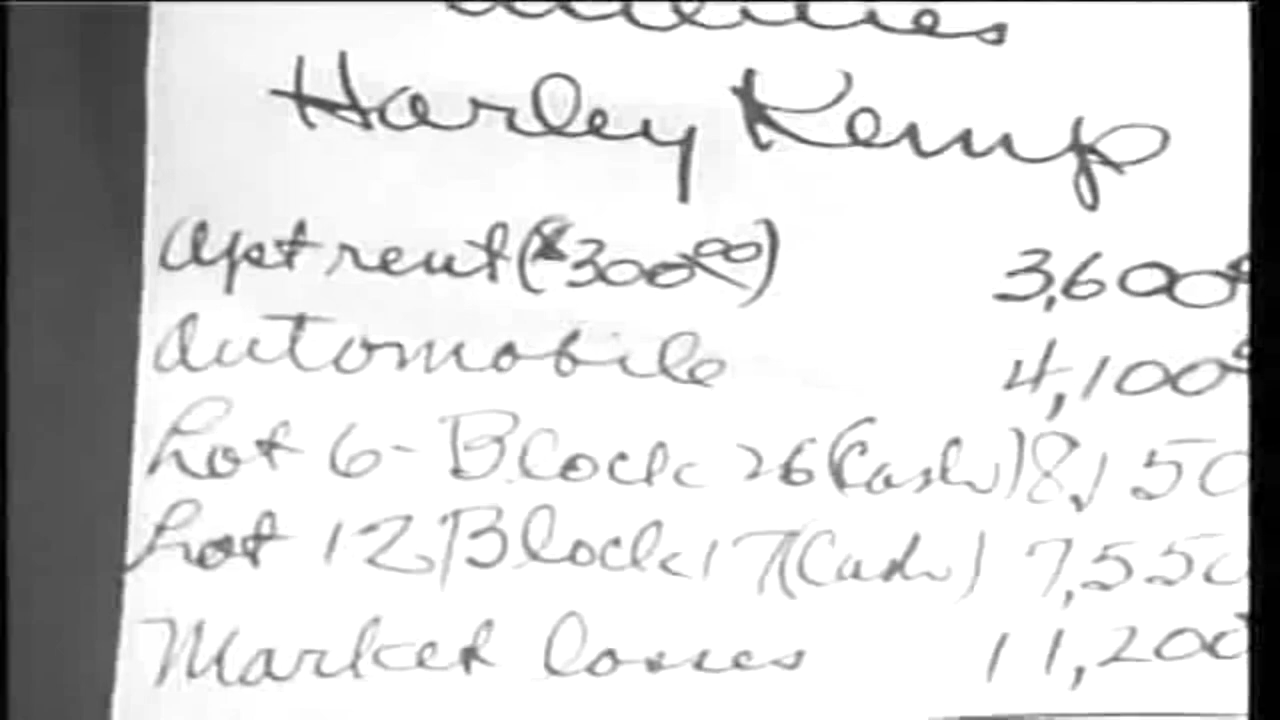 Harley Kemp
Apt rent ($300 00) 3,600
Automobile 4,100
Lot 6 - Block 26 (Cash) 8,150
Lot 12 Block 17 (Cash) 7,550
Market losses 11,200